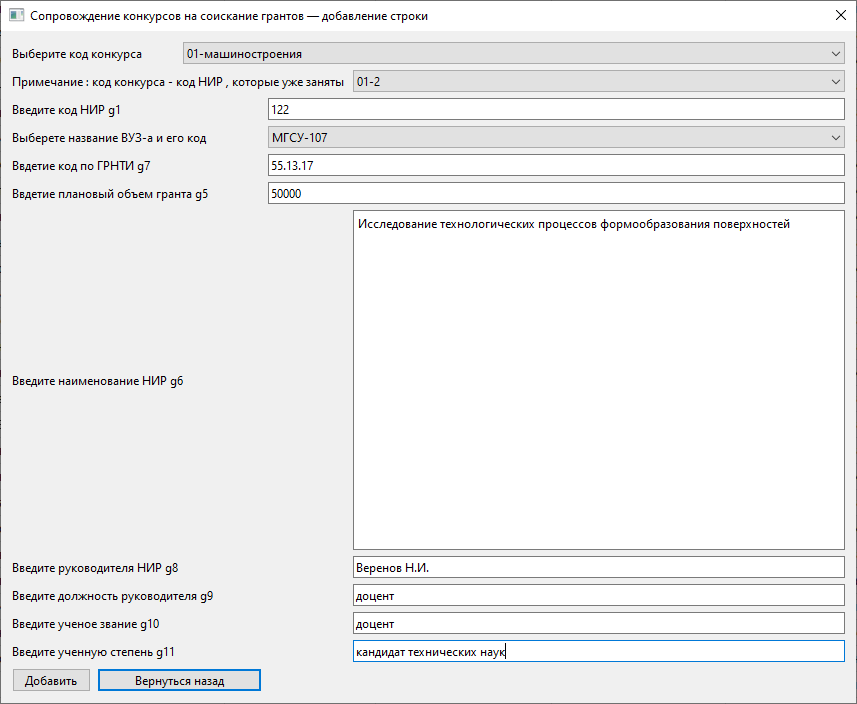 Сопровождение конкурсов на соискание грантов — добавление строки
Выберите код конкурса 01-машиностроения
Примечание : код конкурса - код НИР , которые уже заняты 01-2
Введите код НИР g1 122
Выберете название ВУЗ-а и его код МГСУ-107
Ввдетие код по ГРНТИ g7 55.13.17
Ввдетие плановый объем гранта g5 50000
Исследование технологических процессов формообразования поверхностей
Введите наименование НИР g6
Введите руководителя НИР g8 Веренов Н.И.
Введите должность руководителя g9 доцент
Введите ученое звание g10 доцент
Введите ученную степень g11 кандидат технических наук
Добавить Вернуться назад